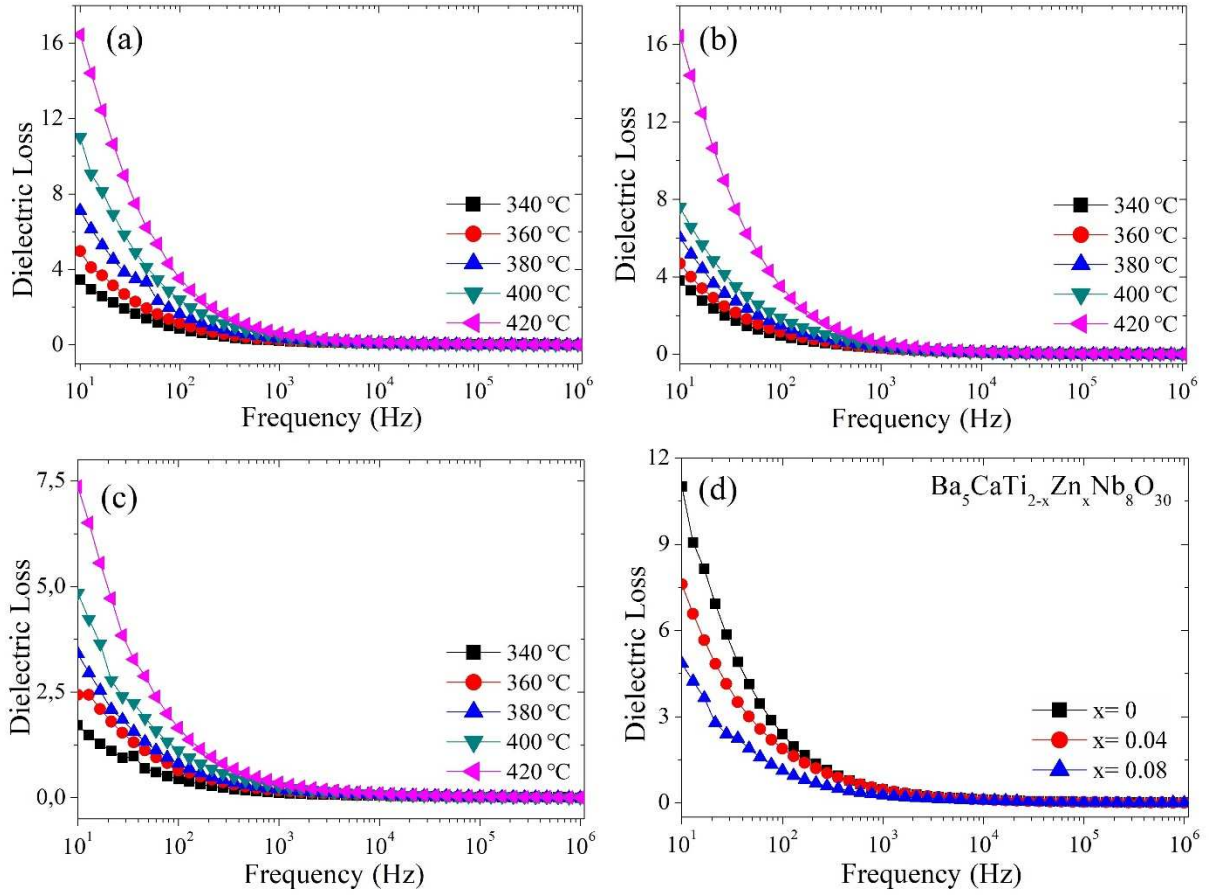 (a)
Dielectric Loss
16
12
8
4
0
340 °C
360 °C
380 °C
400 °C
420 °C
10¹ 10² 10³ 10⁴ 10⁵ 10⁶
Frequency (Hz)
(b)
Dielectric Loss
16
12
8
4
0
340 °C
360 °C
380 °C
400 °C
420 °C
10¹ 10² 10³ 10⁴ 10⁵ 10⁶
Frequency (Hz)
(c)
Dielectric Loss
7,5
5,0
2,5
0,0
340 °C
360 °C
380 °C
400 °C
420 °C
10¹ 10² 10³ 10⁴ 10⁵ 10⁶
Frequency (Hz)
(d)
Ba₅CaTi₂₋ₓZnₓNb₈O₃₀
Dielectric Loss
12
9
6
3
0
x= 0
x= 0.04
x= 0.08
10¹ 10² 10³ 10⁴ 10⁵ 10⁶
Frequency (Hz)